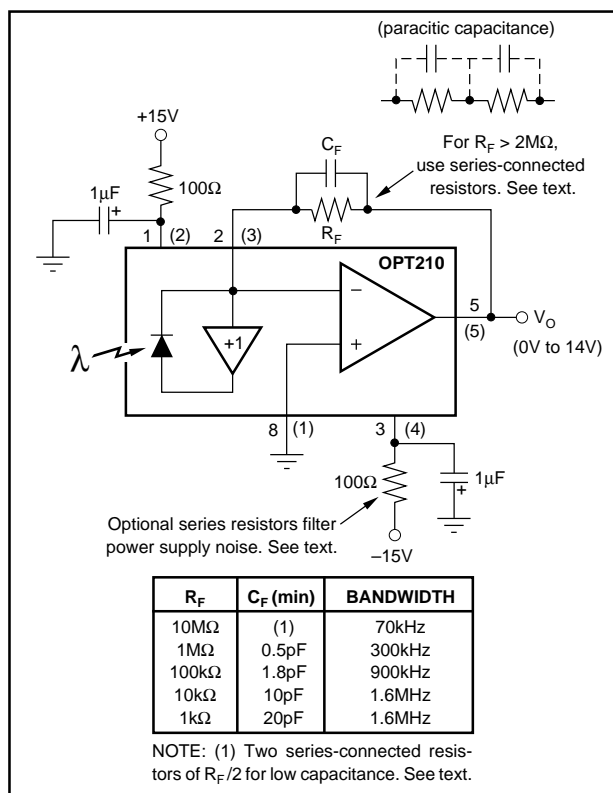 (paracitic capacitance)
+15V
100Ω
1µF
+
C_F
R_F
For R_F > 2MΩ,
use series-connected
resistors. See text.
1 (2)
2 (3)
OPT210
λ
+1
–
+
5
(5)
V_O
(0V to 14V)
8 (1)
3 (4)
100Ω
1µF
+
–15V
Optional series resistors filter
power supply noise. See text.
R_F C_F (min) BANDWIDTH
10MΩ (1) 70kHz
1MΩ 0.5pF 300kHz
100kΩ 1.8pF 900kHz
10kΩ 10pF 1.6MHz
1kΩ 20pF 1.6MHz
NOTE: (1) Two series-connected resis-
tors of R_F/2 for low capacitance. See text.